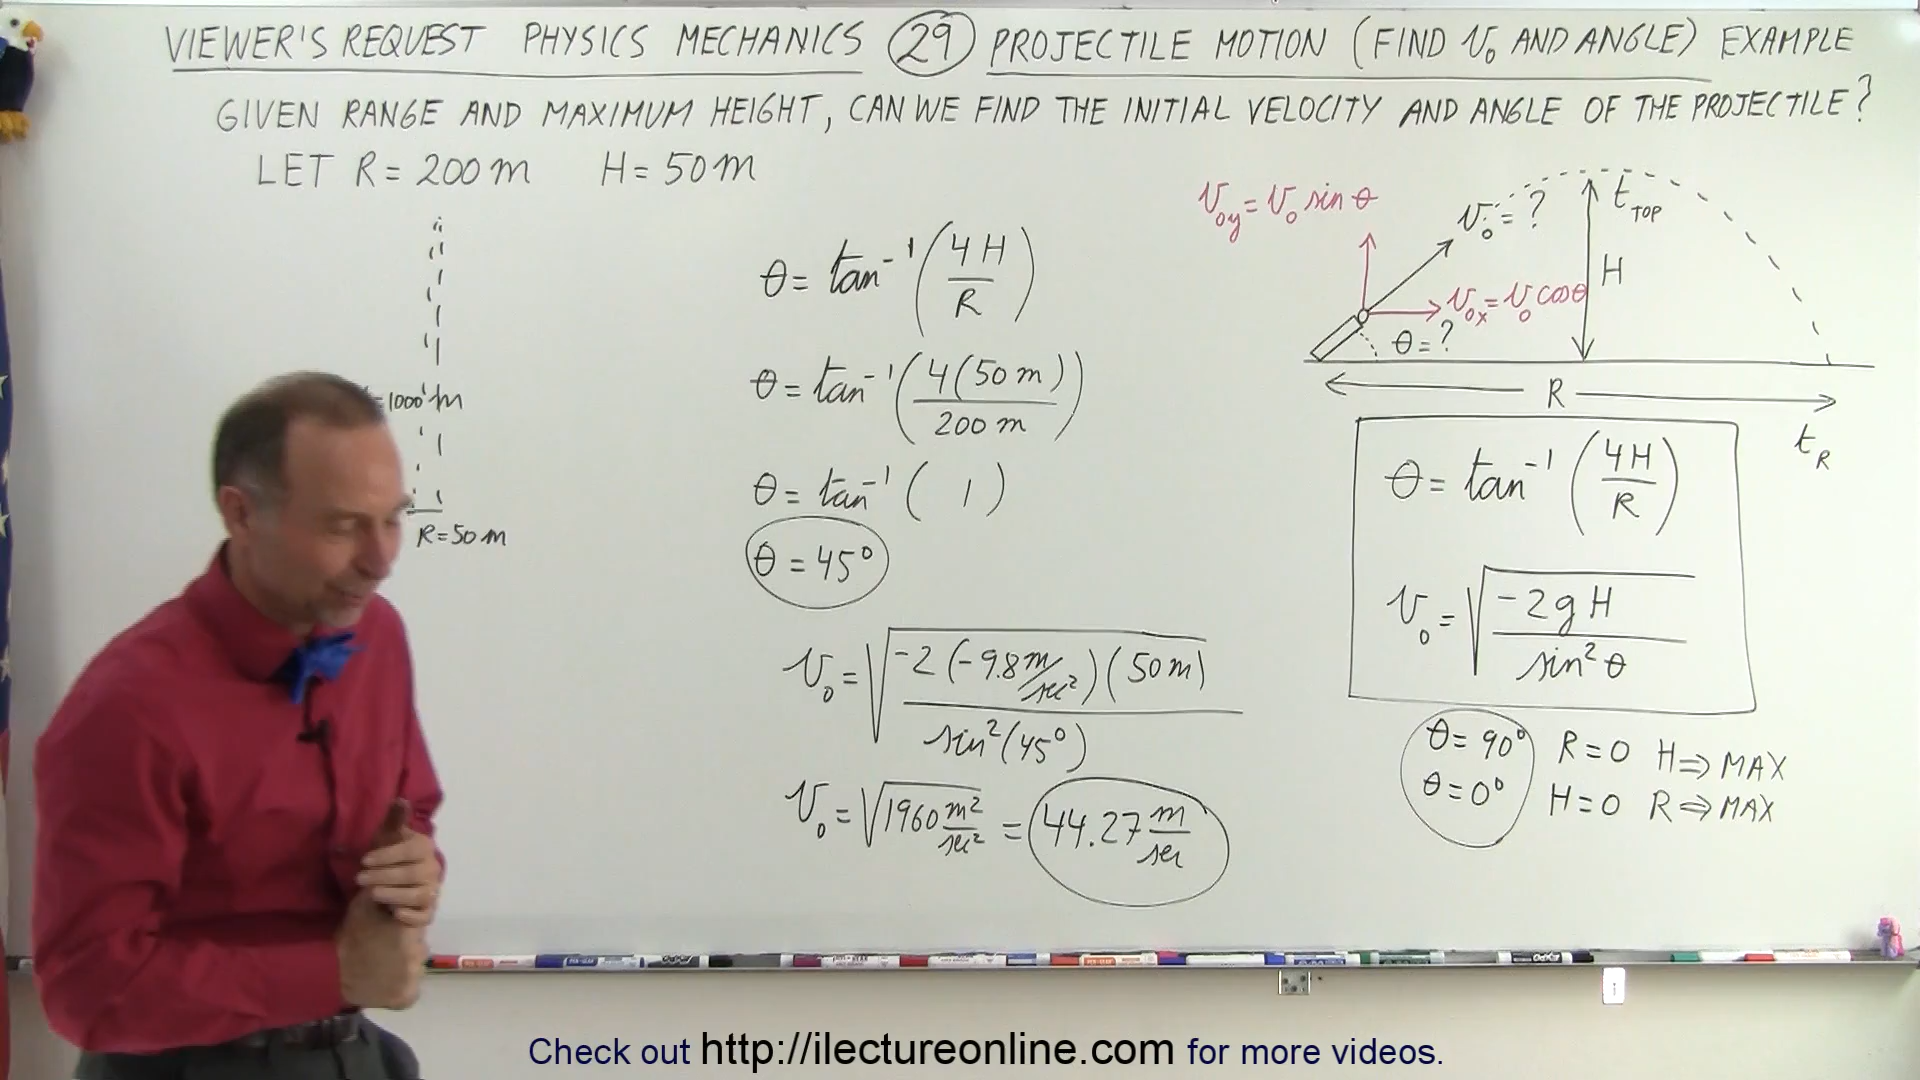 VIEWER'S REQUEST PHYSICS MECHANICS 29 PROJECTILE MOTION (FIND v₀ AND ANGLE) EXAMPLE
GIVEN RANGE AND MAXIMUM HEIGHT, CAN WE FIND THE INITIAL VELOCITY AND ANGLE OF THE PROJECTILE?
LET R = 200 m H = 50 m
=1000 m
R = 50 m
θ = tan⁻¹(4H/R)
θ = tan⁻¹(4(50 m)/200 m)
θ = tan⁻¹( 1 )
θ = 45°
v₀ = √(-2(-9.8 m/sec²)(50 m)/sin²(45°))
v₀ = √(1960 m²/sec²) = 44.27 m/sec
v₀y = v₀ sin θ
v₀ = ?
t TOP
H
v₀x = v₀ cos θ
θ = ?
R
t R
θ = tan⁻¹(4H/R)
v₀ = √(-2gH/sin²θ)
θ = 90° R = 0 H ⇒ MAX
θ = 0° H = 0 R ⇒ MAX
Check out http://ilectureonline.com for more videos.